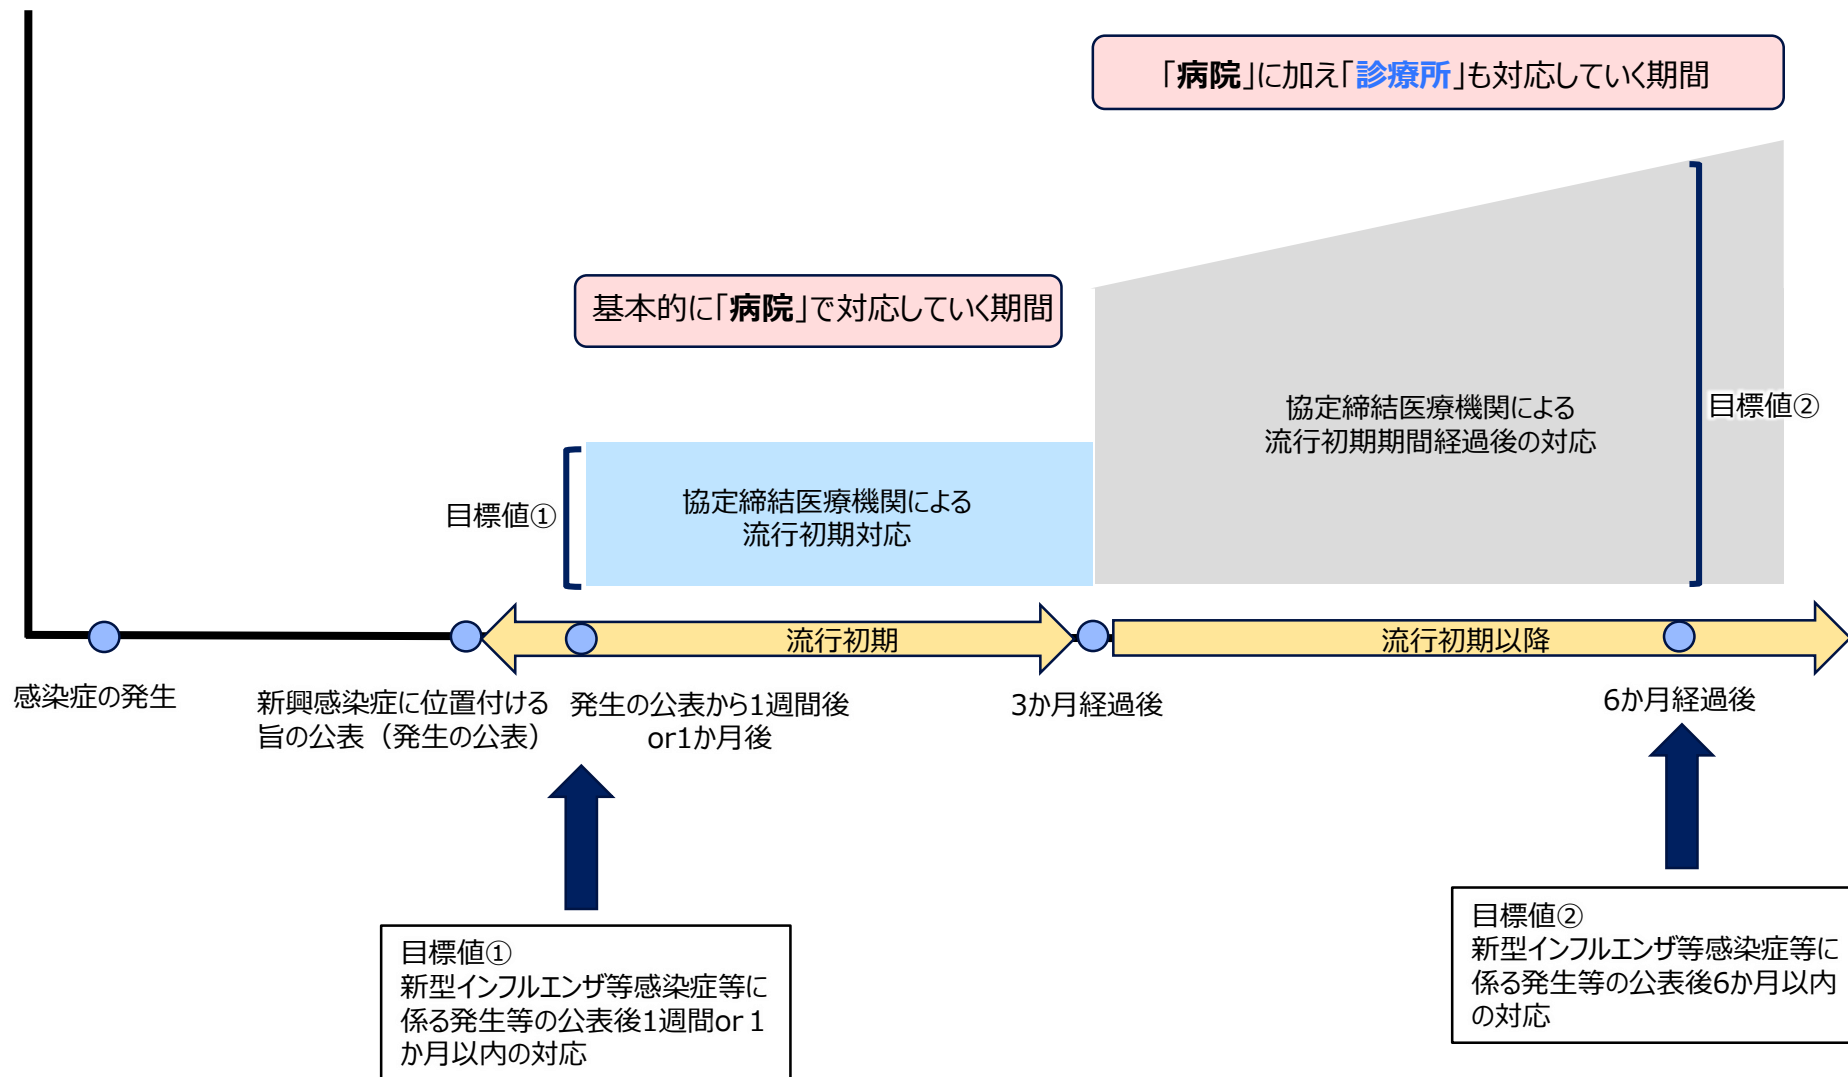 「病院」に加え「診療所」も対応していく期間
基本的に「病院」で対応していく期間
協定締結医療機関による
流行初期期間経過後の対応
目標値②
目標値①
協定締結医療機関による
流行初期対応
流行初期
流行初期以降
感染症の発生
新興感染症に位置付ける
旨の公表（発生の公表）
発生の公表から1週間後
or1か月後
3か月経過後
6か月経過後
目標値①
新型インフルエンザ等感染症等に
係る発生等の公表後1週間or 1
か月以内の対応
目標値②
新型インフルエンザ等感染症等に
係る発生等の公表後6か月以内
の対応